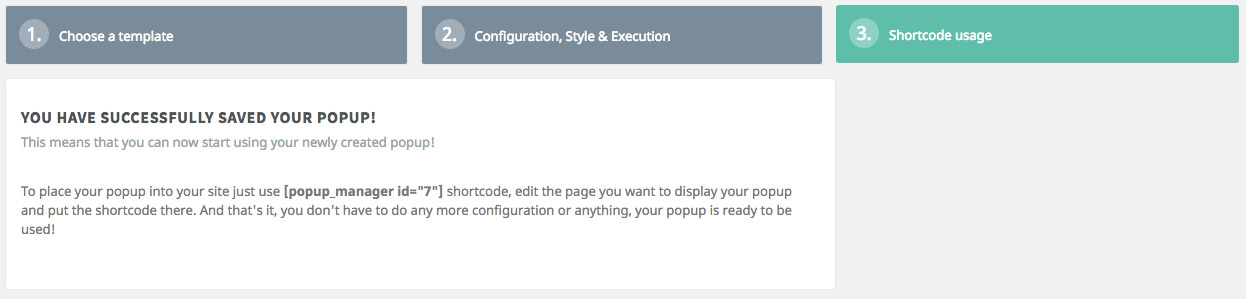 1. Choose a template
2. Configuration, Style & Execution
3. Shortcode usage
YOU HAVE SUCCESSFULLY SAVED YOUR POPUP!
This means that you can now start using your newly created popup!
To place your popup into your site just use [popup_manager id="7"] shortcode, edit the page you want to display your popup
and put the shortcode there. And that's it, you don't have to do any more configuration or anything, your popup is ready to be
used!